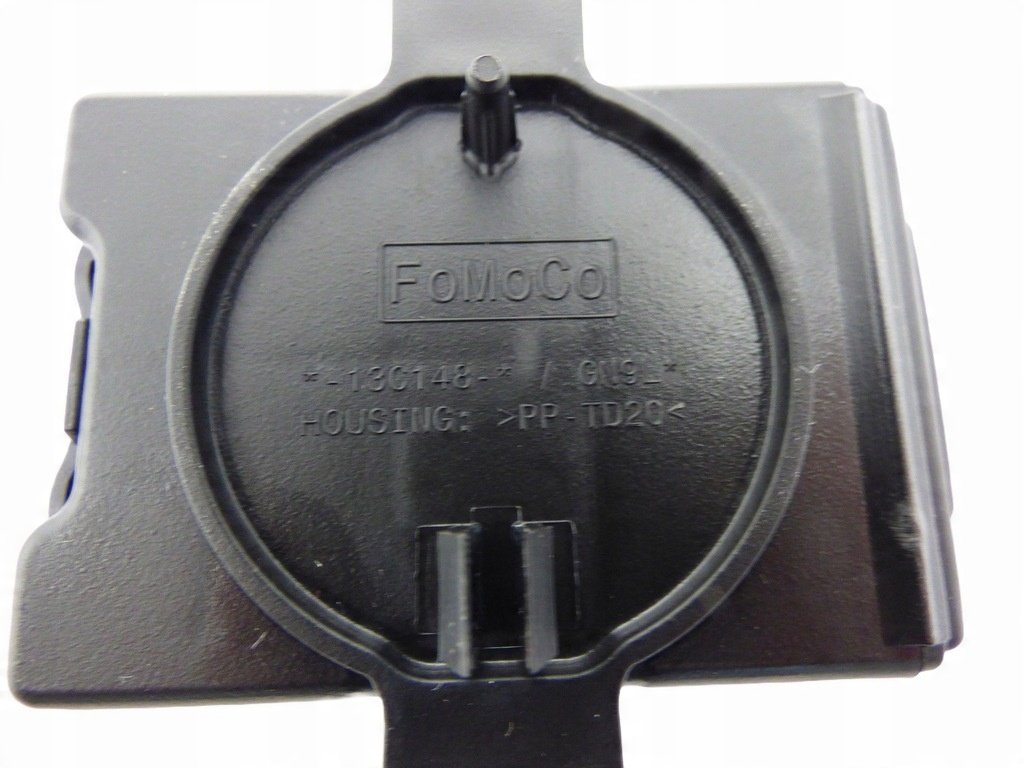 FoMoCo
*-13C148-* / GN9_*
HOUSING: >PP-TD20<